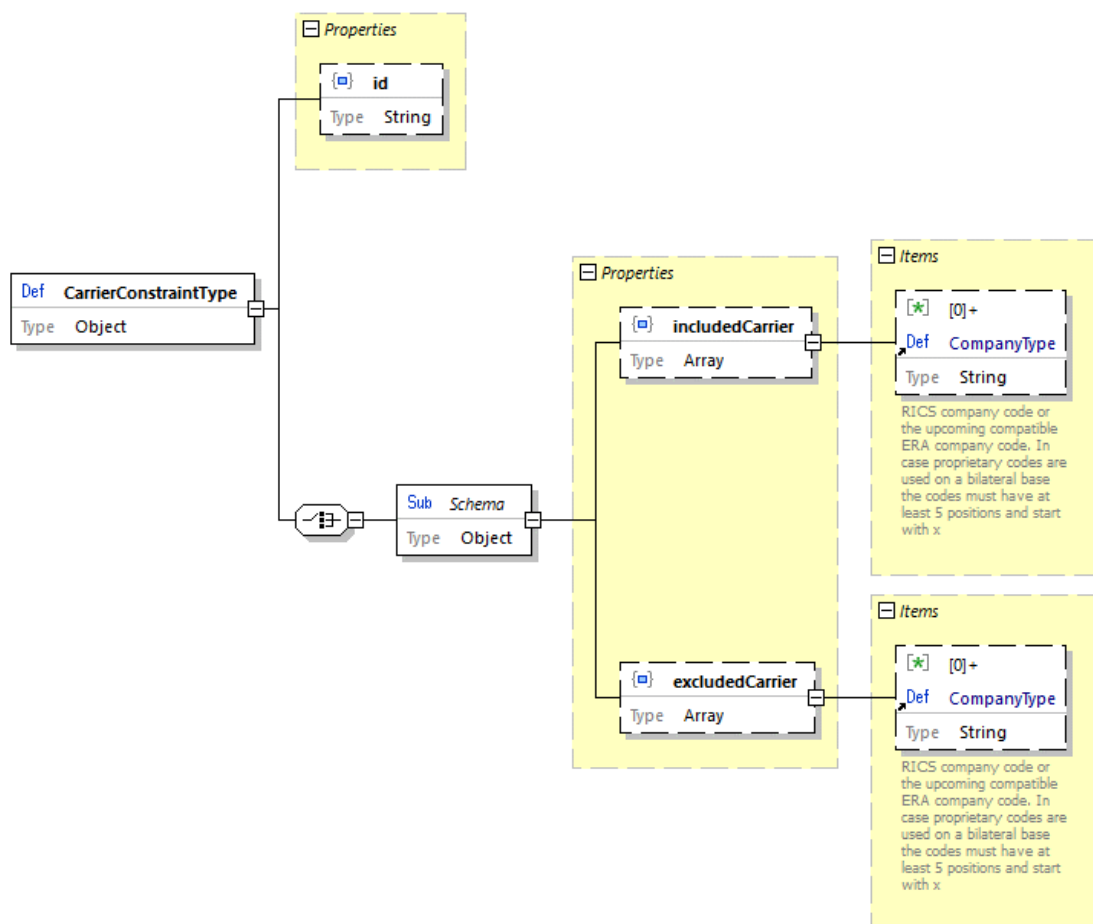 Properties
id
Type String
Def CarrierConstraintType
Type Object
Sub Schema
Type Object
Properties
includedCarrier
Type Array
Items
[*] [0]+
Def CompanyType
Type String
RICS company code or
the upcoming compatible
ERA company code. In
case proprietary codes are
used on a bilateral base
the codes must have at
least 5 positions and start
with x
excludedCarrier
Type Array
Items
[*] [0]+
Def CompanyType
Type String
RICS company code or
the upcoming compatible
ERA company code. In
case proprietary codes are
used on a bilateral base
the codes must have at
least 5 positions and start
with x